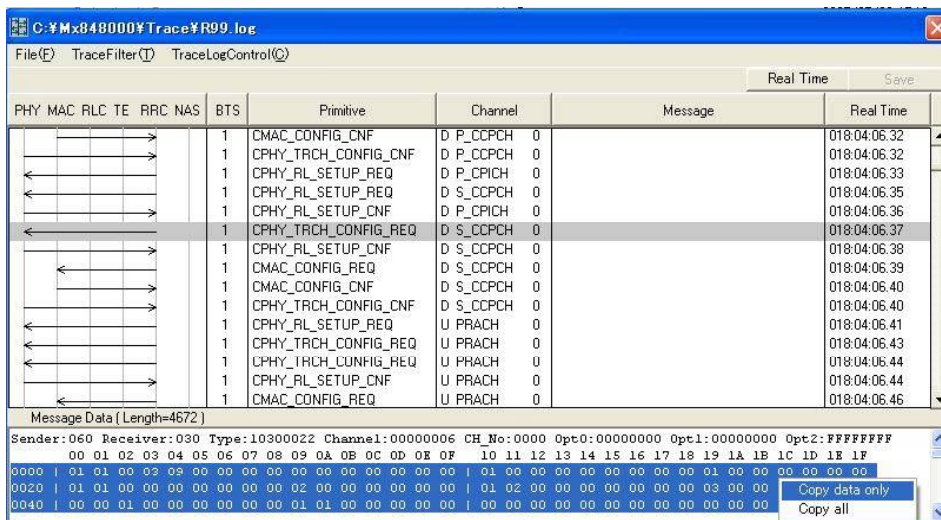 C:¥Mx848000¥Trace¥R99.log
File(F) TraceFilter(T) TraceLogControl(C)
Real Time Save
PHY MAC RLC TE RRC NAS BTS Primitive Channel Message Real Time
1 CMAC_CONFIG_CNF D P_CCPCH 0 018:04:06.32
1 CPHY_TRCH_CONFIG_CNF D P_CCPCH 0 018:04:06.32
1 CPHY_RL_SETUP_REQ D P_CPICH 0 018:04:06.33
1 CPHY_RL_SETUP_REQ D S_CCPCH 0 018:04:06.35
1 CPHY_RL_SETUP_CNF D P_CPICH 0 018:04:06.36
1 CPHY_TRCH_CONFIG_REQ D S_CCPCH 0 018:04:06.37
1 CPHY_RL_SETUP_CNF D S_CCPCH 0 018:04:06.38
1 CMAC_CONFIG_REQ D S_CCPCH 0 018:04:06.39
1 CMAC_CONFIG_CNF D S_CCPCH 0 018:04:06.40
1 CPHY_TRCH_CONFIG_CNF D S_CCPCH 0 018:04:06.40
1 CPHY_RL_SETUP_REQ U PRACH 0 018:04:06.41
1 CPHY_TRCH_CONFIG_REQ U PRACH 0 018:04:06.43
1 CPHY_TRCH_CONFIG_REQ U PRACH 0 018:04:06.44
1 CPHY_RL_SETUP_CNF U PRACH 0 018:04:06.44
1 CMAC_CONFIG_REQ U PRACH 0 018:04:06.46
Message Data ( Length=4672 )
Sender:060 Receiver:030 Type:10300022 Channel:00000006 CH_No:0000 Opt0:00000000 Opt1:00000000 Opt2:FFFFFFFF
00 01 02 03 04 05 06 07 08 09 0A 0B 0C 0D 0E 0F 10 11 12 13 14 15 16 17 18 19 1A 1B 1C 1D 1E 1F
0000 | 01 01 00 03 09 00 00 00 00 00 00 00 00 00 00 00 | 01 00 00 00 00 00 00 00 00 01 00 00 00 00 00 00
0020 | 01 01 00 00 00 00 00 00 00 02 00 00 00 00 00 00 | 01 02 00 00 00 00 00 00 00 03 00 00
0040 | 00 00 01 00 00 00 00 00 00 01 01 00 00 00 00 00 | 00 00 00 00 00 00 00 00 00 00 00 00
Copy data only
Copy all